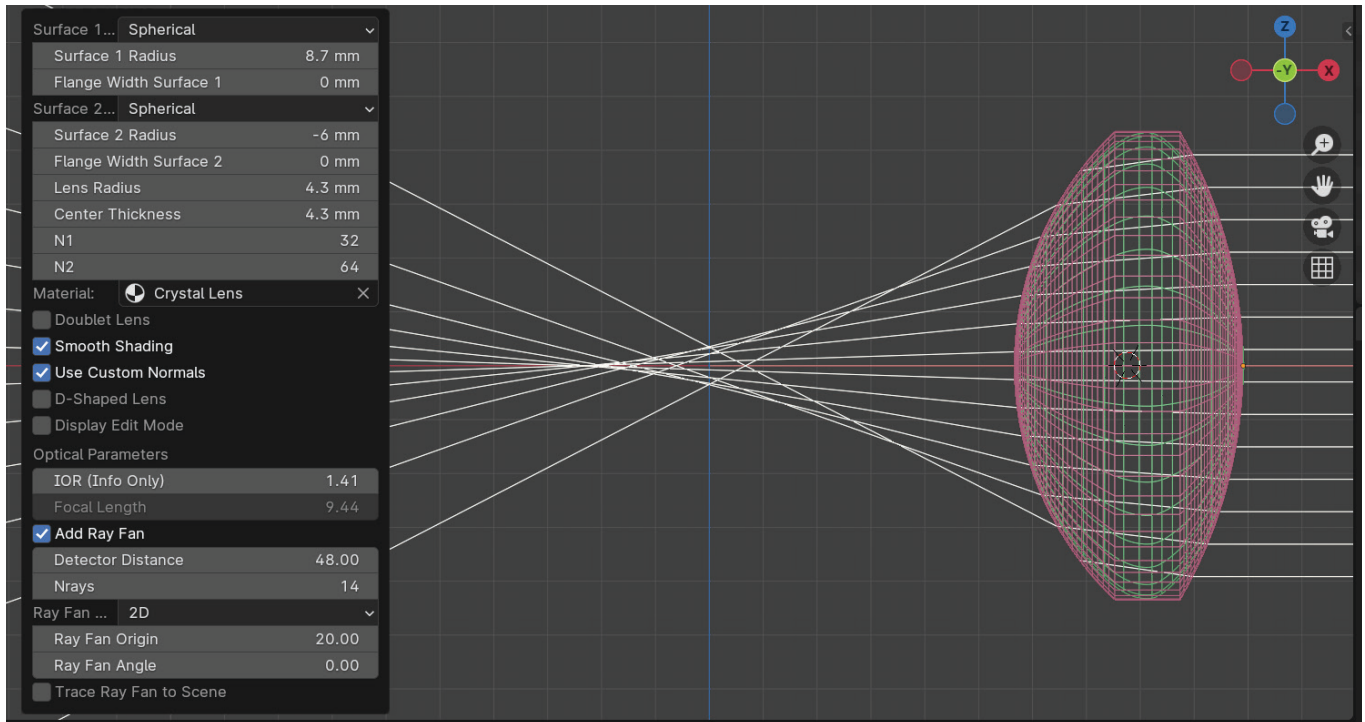 Surface 1... Spherical
Surface 1 Radius 8.7 mm
Flange Width Surface 1 0 mm
Surface 2... Spherical
Surface 2 Radius -6 mm
Flange Width Surface 2 0 mm
Lens Radius 4.3 mm
Center Thickness 4.3 mm
N1 32
N2 64
Material: Crystal Lens
Doublet Lens
Smooth Shading
Use Custom Normals
D-Shaped Lens
Display Edit Mode
Optical Parameters
IOR (Info Only) 1.41
Focal Length 9.44
Add Ray Fan
Detector Distance 48.00
Nrays 14
Ray Fan ... 2D
Ray Fan Origin 20.00
Ray Fan Angle 0.00
Trace Ray Fan to Scene
Z
-Y X